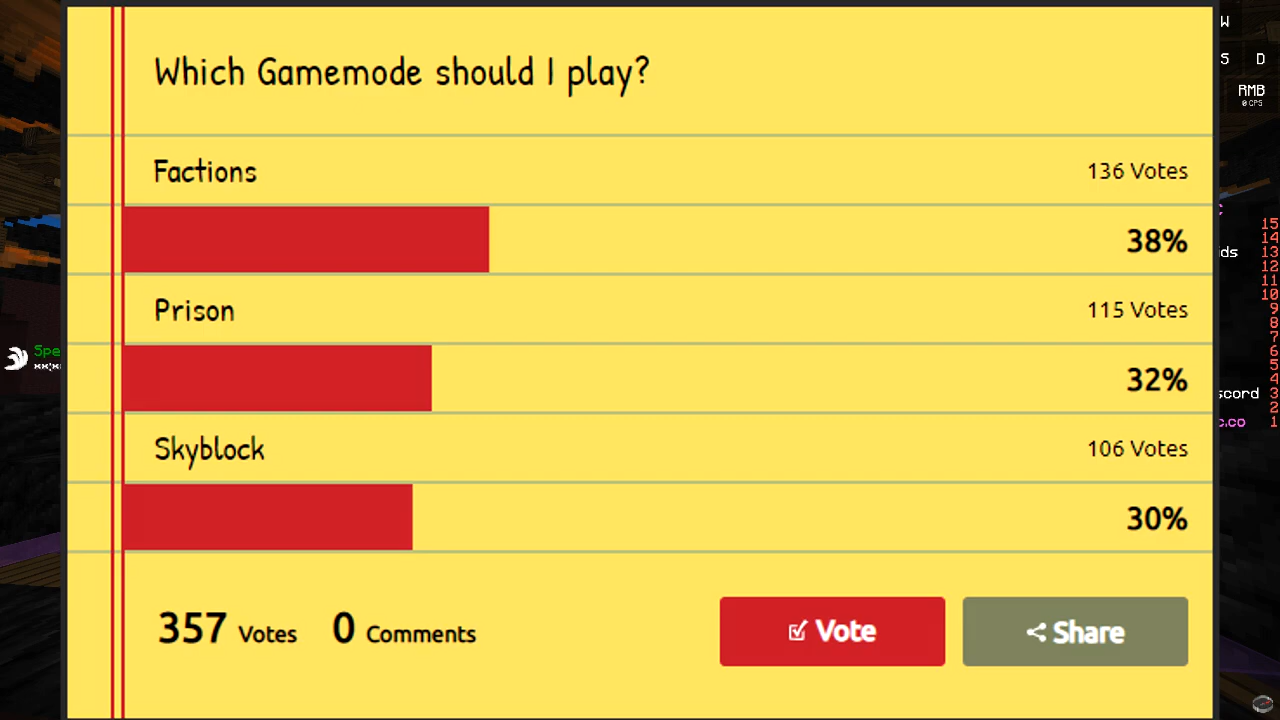 Which Gamemode should I play?
Factions
136 Votes
38%
Prison
115 Votes
32%
Skyblock
106 Votes
30%
357 Votes 0 Comments
Vote
Share
W
S D
RMB
0 CPS
15
14
13
12
11
10
9
8
7
6
5
4
3
2
1